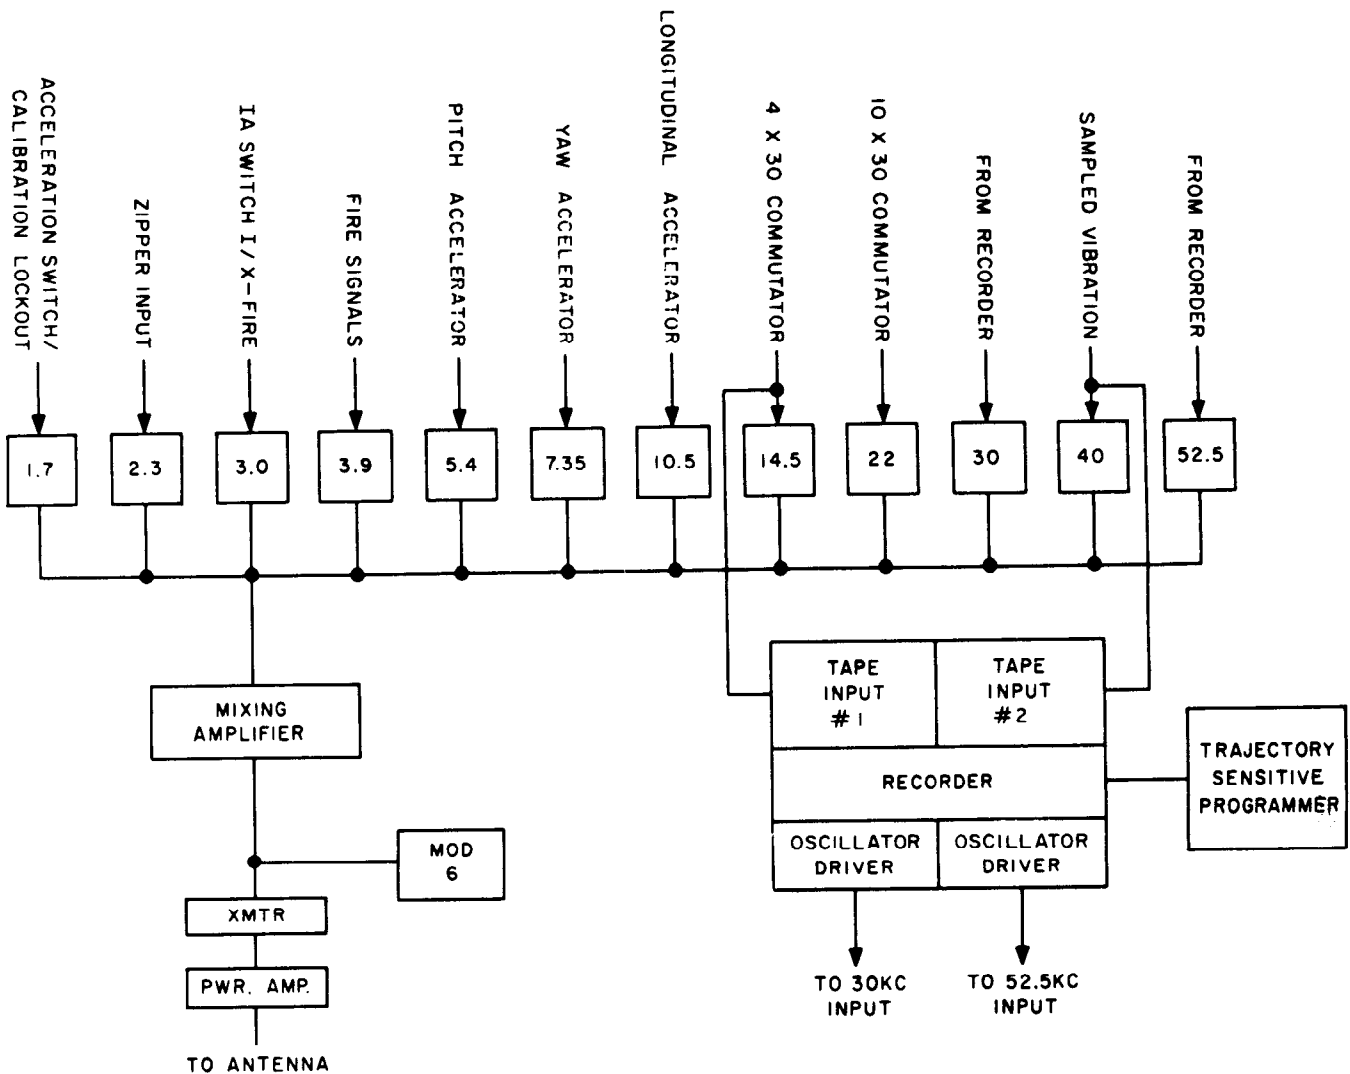 ACCELERATION SWITCH/
CALIBRATION LOCKOUT
ZIPPER INPUT
IA SWITCH I/X-FIRE
FIRE SIGNALS
PITCH ACCELERATOR
YAW ACCELERATOR
LONGITUDINAL ACCELERATOR
4 X 30 COMMUTATOR
10 X 30 COMMUTATOR
FROM RECORDER
SAMPLED VIBRATION
FROM RECORDER
1.7
2.3
3.0
3.9
5.4
7.35
10.5
14.5
22
30
40
52.5
MIXING
AMPLIFIER
MOD
6
XMTR
PWR. AMP.
TO ANTENNA
TAPE
INPUT
#1
TAPE
INPUT
#2
RECORDER
OSCILLATOR
DRIVER
OSCILLATOR
DRIVER
TRAJECTORY
SENSITIVE
PROGRAMMER
TO 30KC
INPUT
TO 52.5KC
INPUT